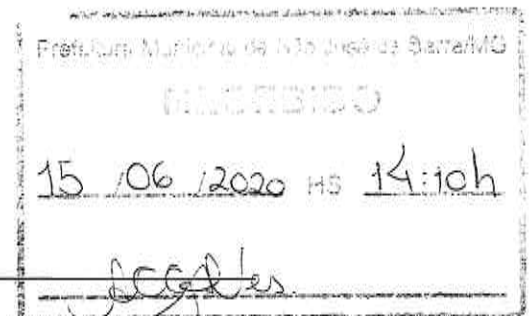 Prefeitura Municipal de São José da Barra/MG
RECEBIDO
15 /06 /2020 HS 14:10h